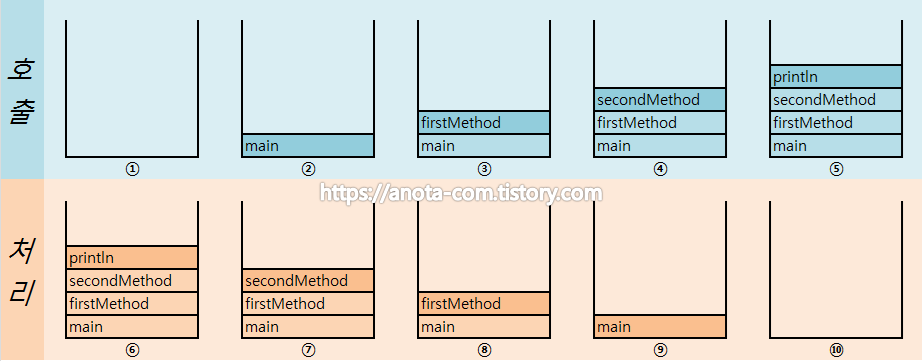 호출
main
①
②
firstMethod
main
③
secondMethod
firstMethod
main
④
println
secondMethod
firstMethod
main
⑤
https://anota-com.tistory.com
처리
println
secondMethod
firstMethod
main
⑥
secondMethod
firstMethod
main
⑦
firstMethod
main
⑧
main
⑨
⑩